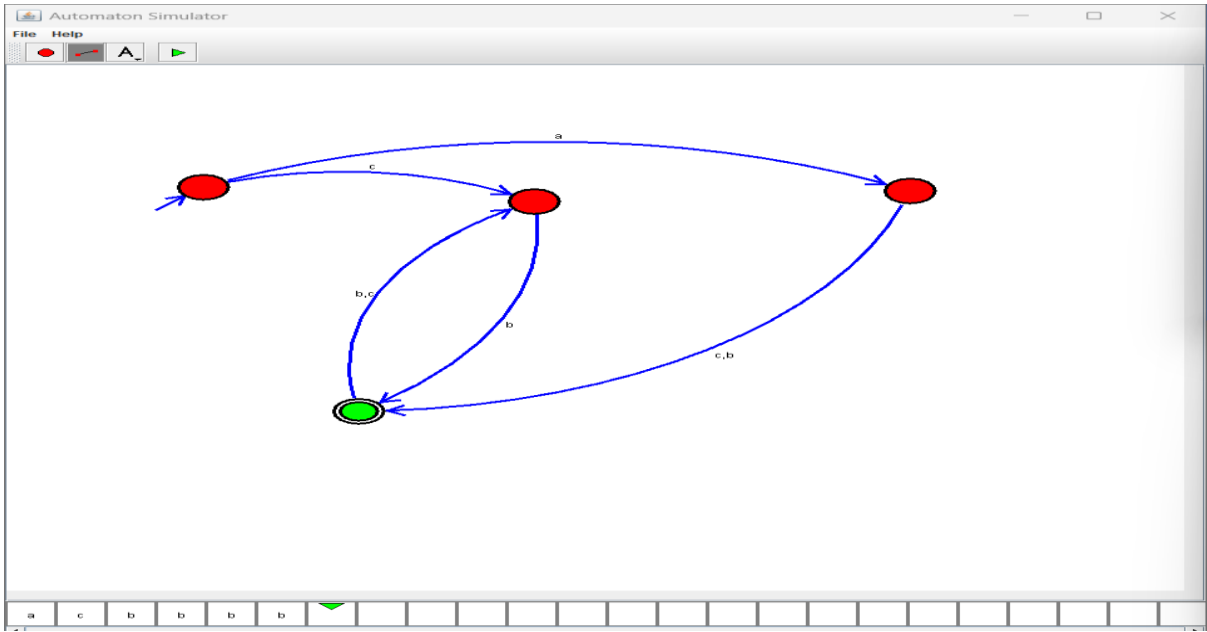 Automaton Simulator
File Help
A
a
c
b,c
b
c,b
a c b b b b